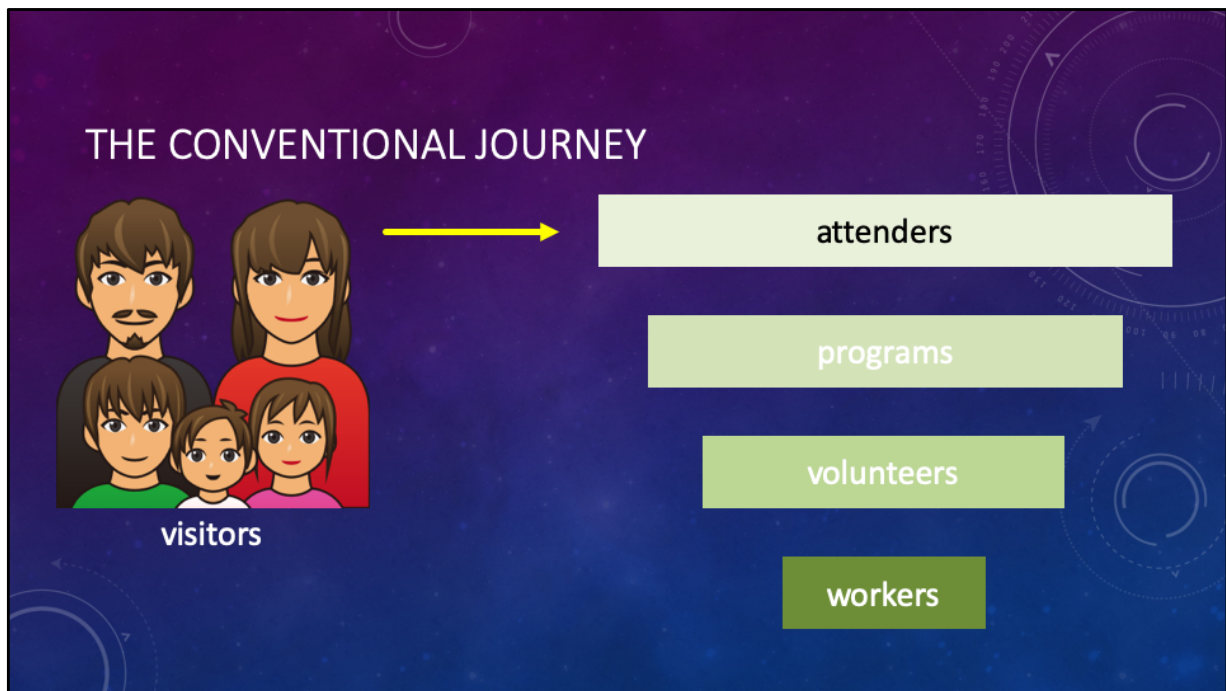 THE CONVENTIONAL JOURNEY
attenders
programs
volunteers
visitors
workers